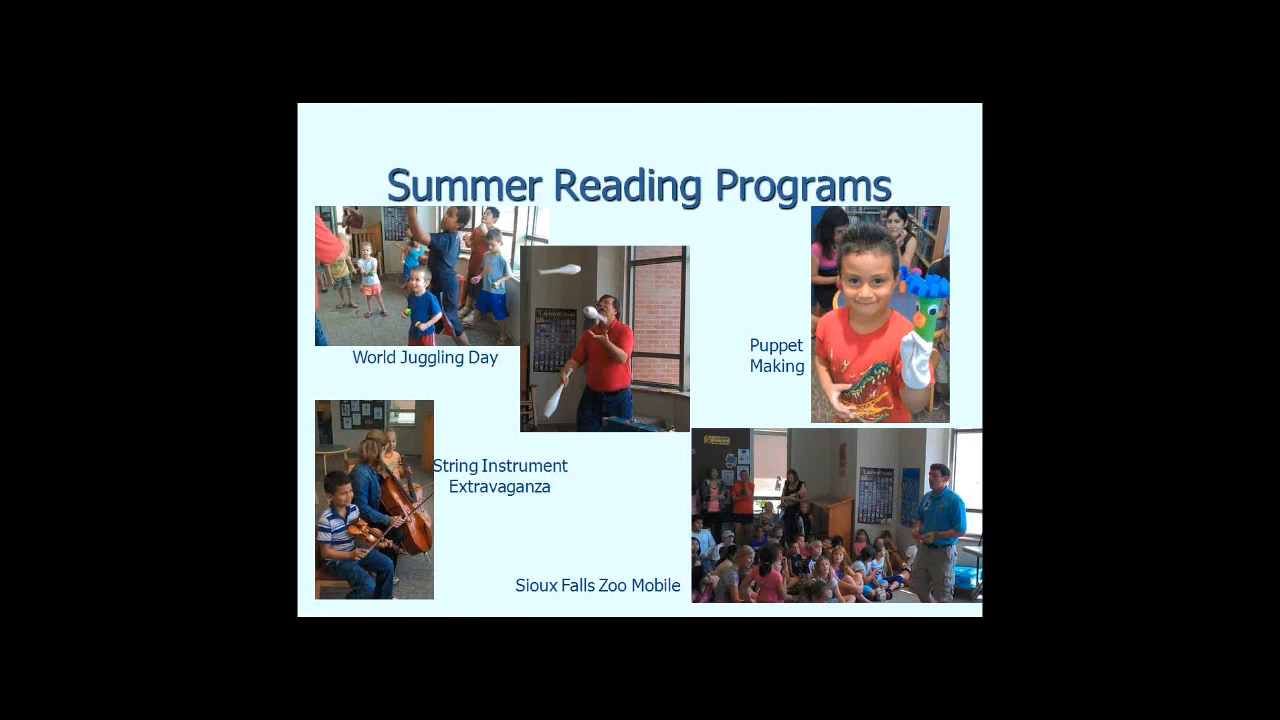 Summer Reading Programs
World Juggling Day
Puppet
Making
String Instrument
Extravaganza
Sioux Falls Zoo Mobile